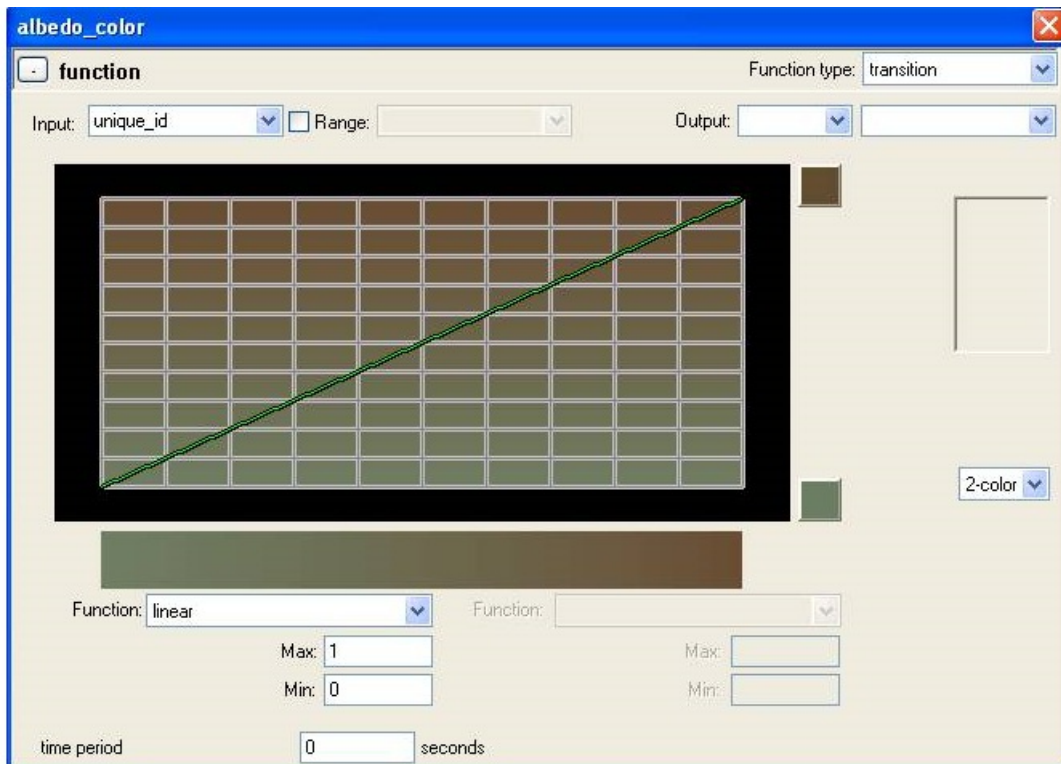 albedo_color
- function
Function type: transition
Input: unique_id Range: Output:
2-color
Function: linear Function:
Max: 1 Max:
Min: 0 Min:
time period 0 seconds